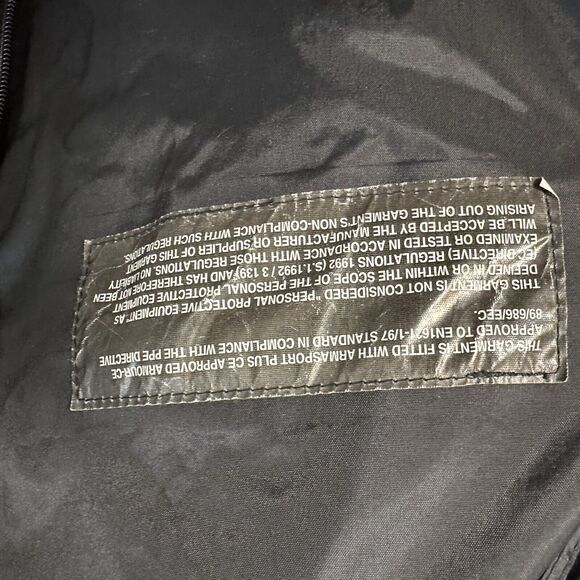 THIS GARMENT IS FITTED WITH ARMASPORT PLUS CE APPROVED ARMOUR-CE
APPROVED TO EN1621-1/97 STANDARD IN COMPLIANCE WITH THE PPE DIRECTIVE
89/686/EEC.
THIS GARMENT IS NOT CONSIDERED "PERSONAL PROTECTIVE EQUIPMENT" AS
DEFINED IN OR WITHIN THE SCOPE OF THE PERSONAL PROTECTIVE EQUIPMENT
(EC DIRECTIVE) REGULATIONS 1992 (S.I. 1992 / 3.139) AND HAS THEREFORE NOT BEEN
EXAMINED OR TESTED IN ACCORDANCE WITH THOSE REGULATIONS. NO LIABILITY
WILL BE ACCEPTED BY THE MANUFACTURER OR SUPPLIER OF THIS GARMENT
ARISING OUT OF THE GARMENT'S NON-COMPLIANCE WITH SUCH REGULATIONS.